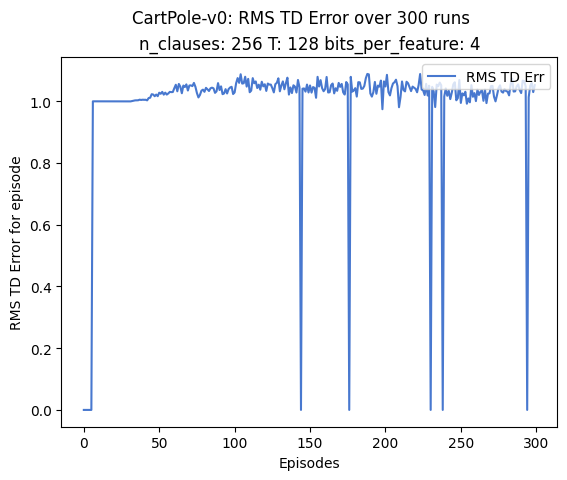 CartPole-v0: RMS TD Error over 300 runs
n_clauses: 256 T: 128 bits_per_feature: 4
RMS TD Err
1.0
0.8
0.6
0.4
0.2
0.0
RMS TD Error for episode
0 50 100 150 200 250 300
Episodes